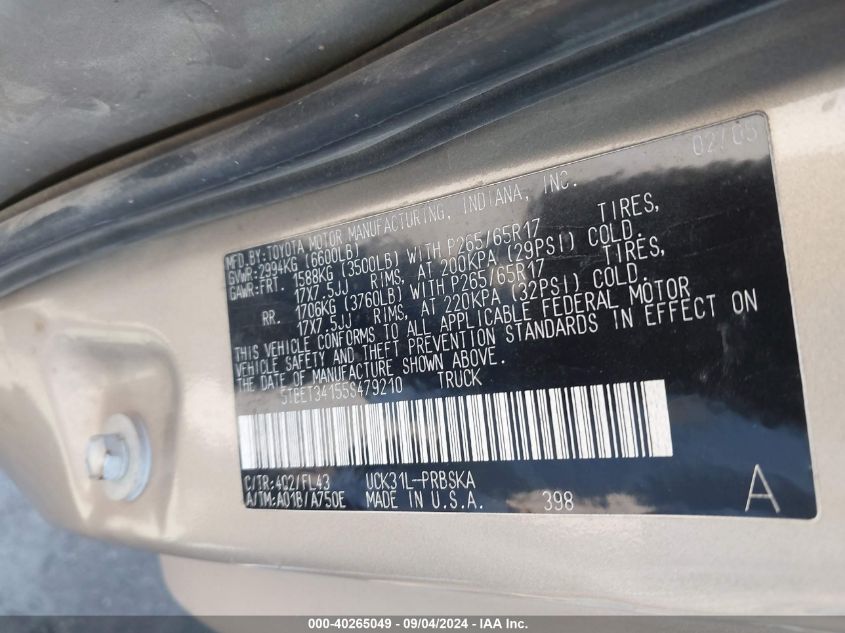 02/05
MFD.BY:TOYOTA MOTOR MANUFACTURING, INDIANA, INC.
GVWR:2994KG (6600LB)
GAWR:FRT. 1588KG (3500LB) WITH P265/65R17 TIRES,
17X7.5JJ RIMS, AT 200KPA (29PSI) COLD.
RR. 1706KG (3760LB) WITH P265/65R17 TIRES,
17X7.5JJ RIMS, AT 220KPA (32PSI) COLD.
THIS VEHICLE CONFORMS TO ALL APPLICABLE FEDERAL MOTOR
VEHICLE SAFETY AND THEFT PREVENTION STANDARDS IN EFFECT ON
THE DATE OF MANUFACTURE SHOWN ABOVE.
5TBET34155S479210 TRUCK
C/TR:4Q2/FL43 UCK31L-PRBSKA
A/TM:A01B/A750E MADE IN U.S.A. 398 A
000-40265049 - 09/04/2024 - IAA Inc.